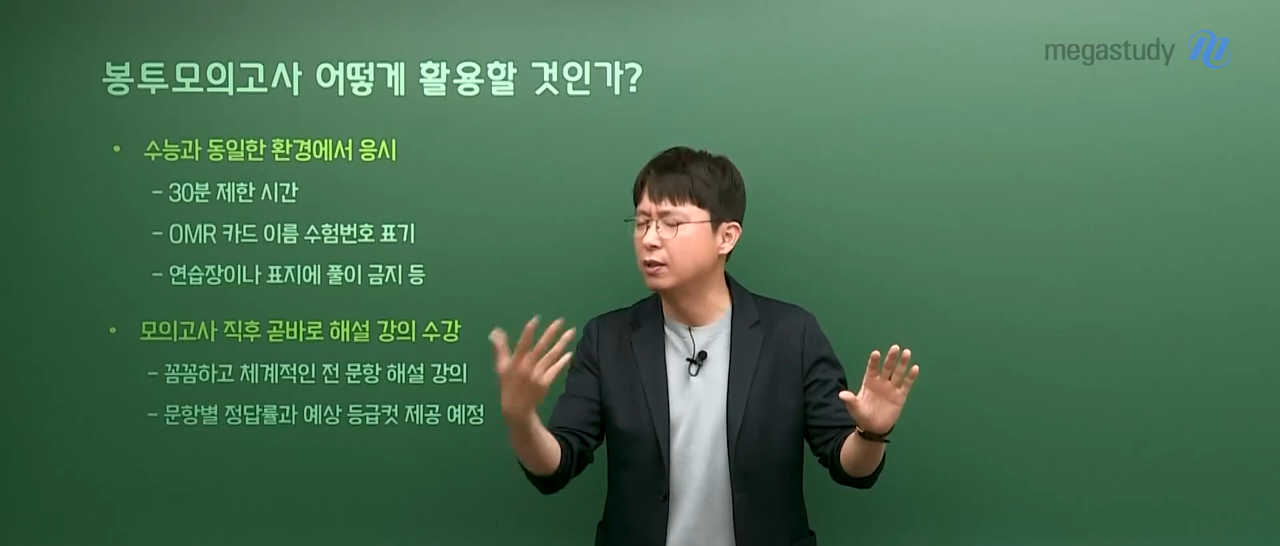 megastudy
봉투모의고사 어떻게 활용할 것인가?
• 수능과 동일한 환경에서 응시
- 30분 제한 시간
- OMR 카드 이름 수험번호 표기
- 연습장이나 표지에 풀이 금지 등
• 모의고사 직후 곧바로 해설 강의 수강
- 꼼꼼하고 체계적인 전 문항 해설 강의
- 문항별 정답률과 예상 등급컷 제공 예정